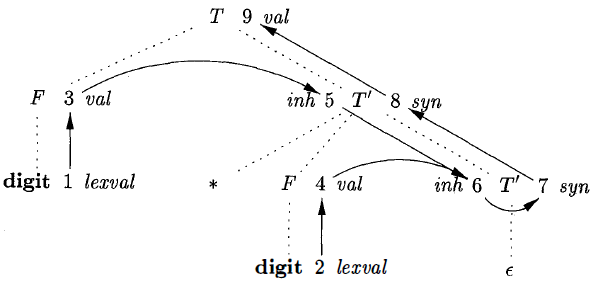 T 9 val
F 3 val inh 5 T′ 8 syn
digit 1 lexval * F 4 val inh 6 T′ 7 syn
digit 2 lexval ϵ